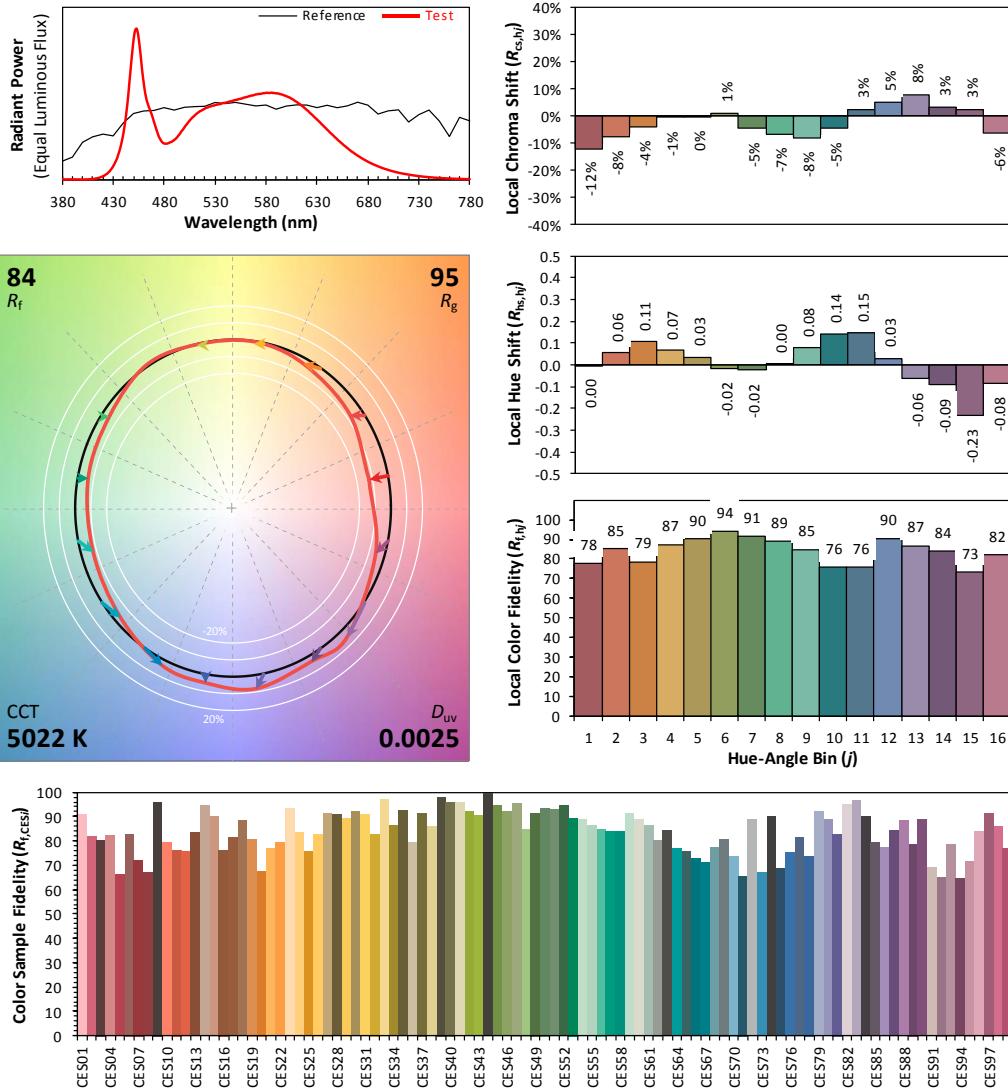 Radiant Power
(Equal Luminous Flux)
Reference
Test
380 430 480 530 580 630 680 730 780
Wavelength (nm)
Local Chroma Shift (Rcs,hj)
40%
30%
20%
10%
0%
-10%
-20%
-30%
-40%
-12% -8% -4% -1% 0% 1% -5% -7% -8% -5% 3% 5% 8% 3% 3% -6%
84
Rf
95
Rg
-20%
20%
CCT
5022 K
Duv
0.0025
Local Hue Shift (Rhs,hj)
0.5
0.4
0.3
0.2
0.1
0.0
-0.1
-0.2
-0.3
-0.4
-0.5
0.00 0.06 0.11 0.07 0.03 -0.02 -0.02 0.00 0.08 0.14 0.15 0.03 -0.06 -0.09 -0.23 -0.08
Local Color Fidelity (Rf,hj)
100
90
80
70
60
50
40
30
20
10
0
78 85 79 87 90 94 91 89 85 76 76 90 87 84 73 82
1 2 3 4 5 6 7 8 9 10 11 12 13 14 15 16
Hue-Angle Bin (j)
Color Sample Fidelity (Rf,CESi)
100
90
80
70
60
50
40
30
20
10
0
CES01 CES04 CES07 CES10 CES13 CES16 CES19 CES22 CES25 CES28 CES31 CES34 CES37 CES40 CES43 CES46 CES49 CES52 CES55 CES58 CES61 CES64 CES67 CES70 CES73 CES76 CES79 CES82 CES85 CES88 CES91 CES94 CES97